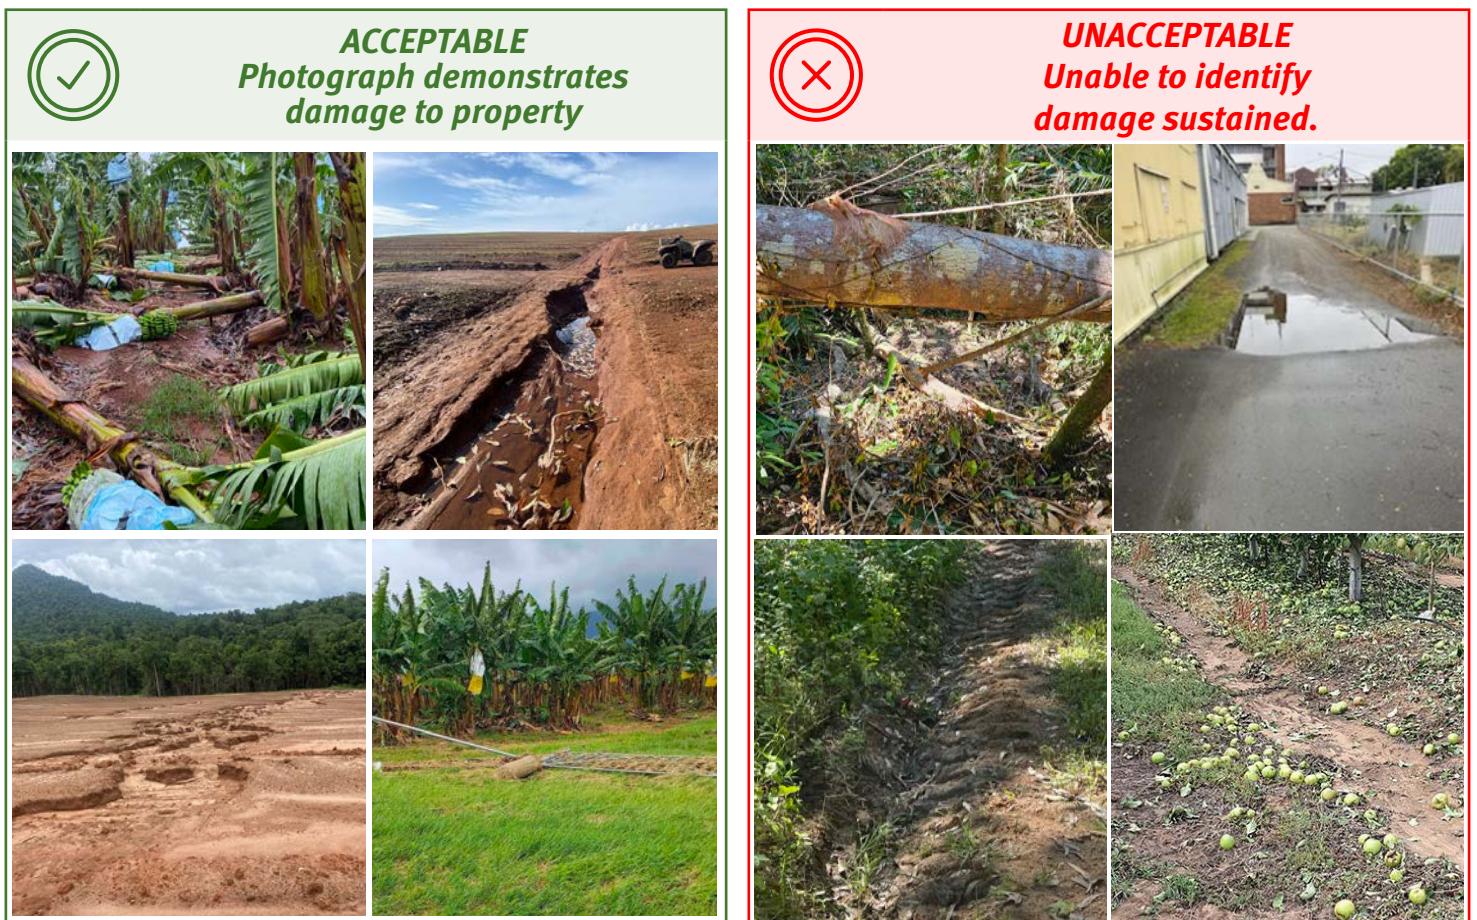 ACCEPTABLE
Photograph demonstrates
damage to property
UNACCEPTABLE
Unable to identify
damage sustained.